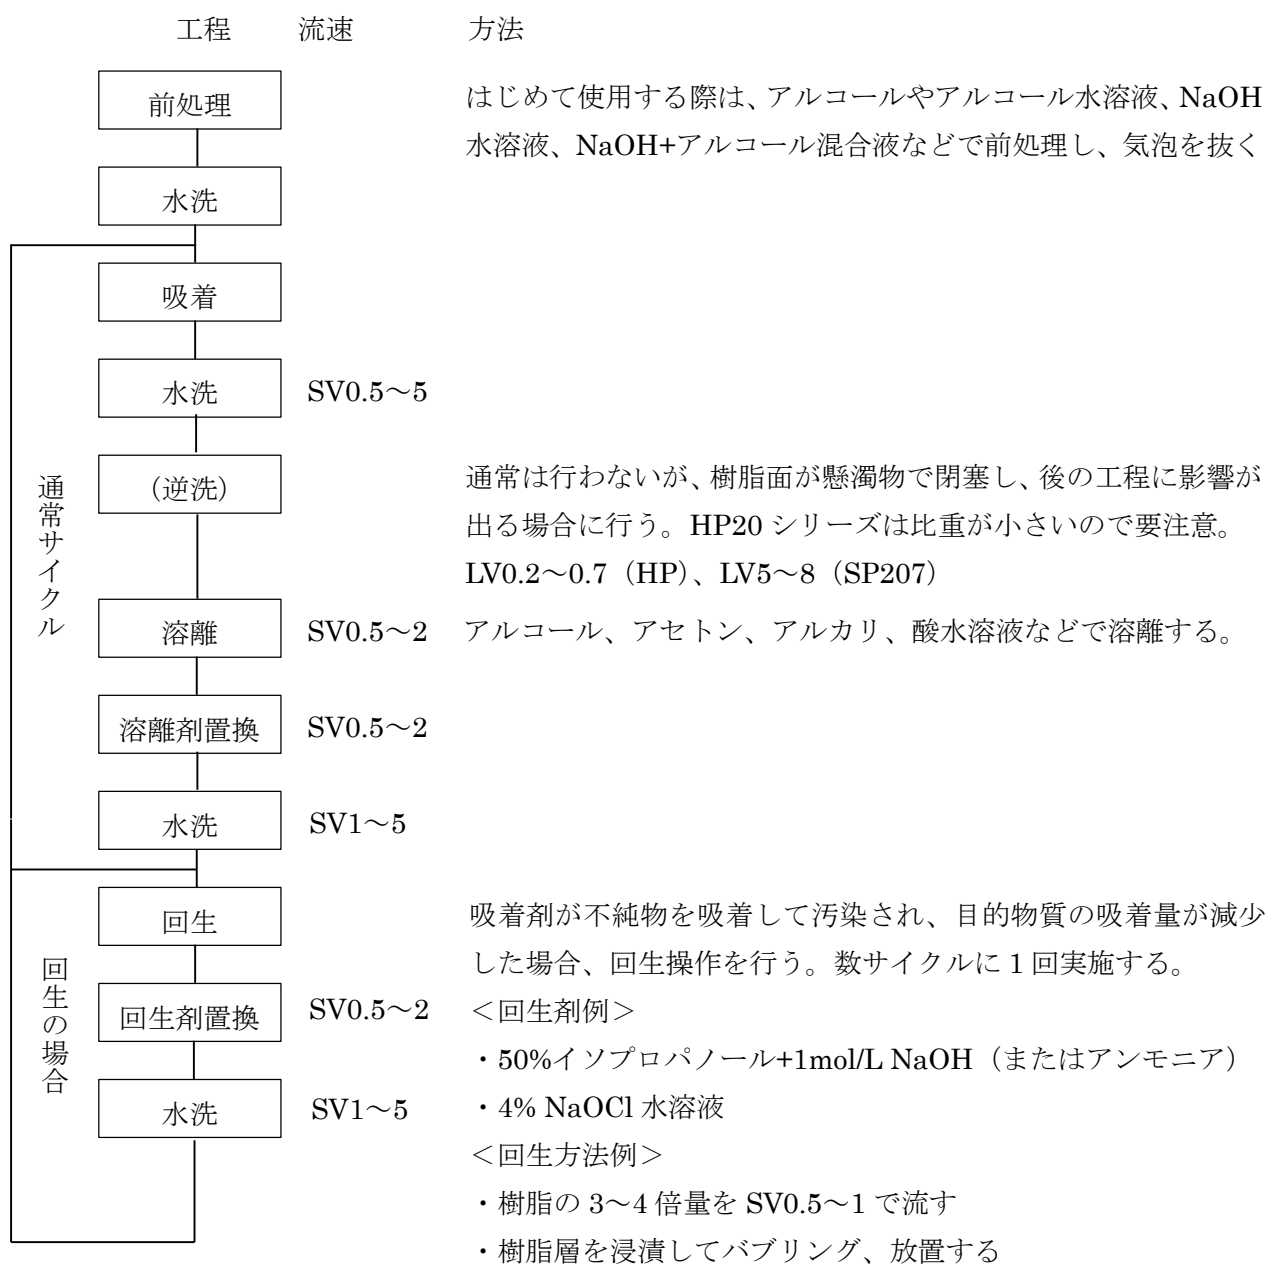 工程 流速 方法
前処理
はじめて使用する際は、アルコールやアルコール水溶液、NaOH
水溶液、NaOH+アルコール混合液などで前処理し、気泡を抜く
水洗
通常サイクル
吸着
水洗 SV0.5～5
（逆洗）
通常は行わないが、樹脂面が懸濁物で閉塞し、後の工程に影響が
出る場合に行う。HP20 シリーズは比重が小さいので要注意。
LV0.2～0.7（HP）、LV5～8（SP207）
溶離 SV0.5～2 アルコール、アセトン、アルカリ、酸水溶液などで溶離する。
溶離剤置換 SV0.5～2
水洗 SV1～5
回生の場合
回生
吸着剤が不純物を吸着して汚染され、目的物質の吸着量が減少
した場合、回生操作を行う。数サイクルに 1 回実施する。
回生剤置換 SV0.5～2 ＜回生剤例＞
・50%イソプロパノール+1mol/L NaOH（またはアンモニア）
水洗 SV1～5 ・4% NaOCl 水溶液
＜回生方法例＞
・樹脂の 3～4 倍量を SV0.5～1 で流す
・樹脂層を浸漬してバブリング、放置する